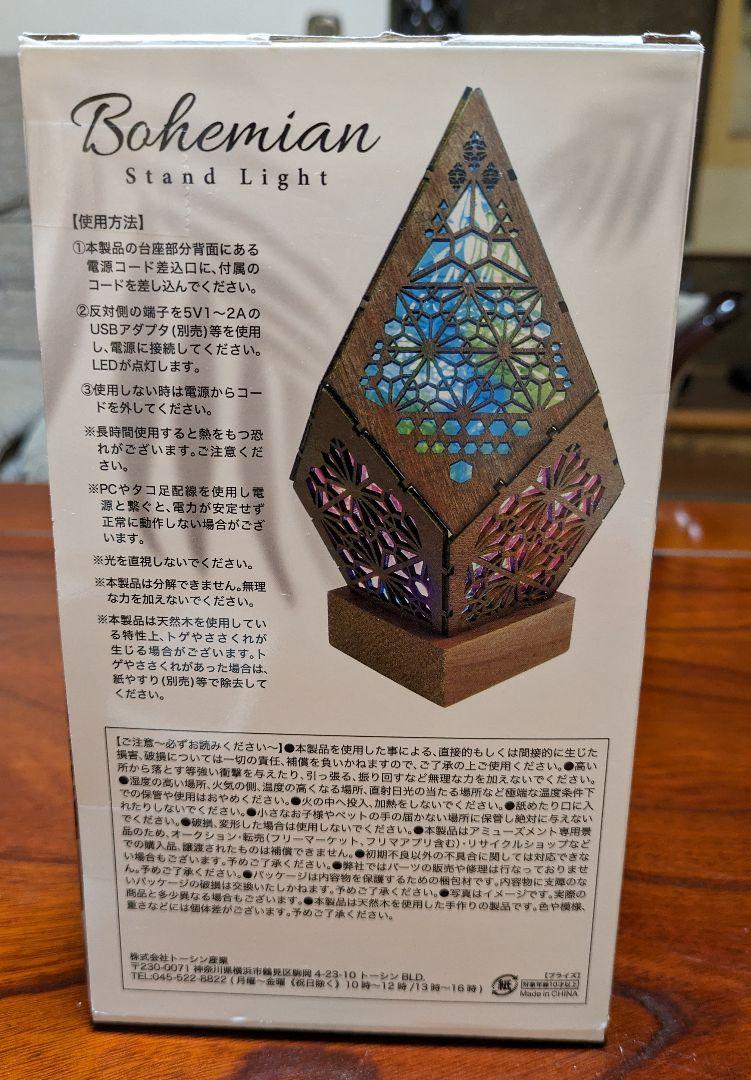 Bohemian
Stand Light
【使用方法】
①本製品の台座部分背面にある
電源コード差込口に、付属の
コードを差し込んでください。
②反対側の端子を5V1～2Aの
USBアダプタ(別売)等を使用
し、電源に接続してください。
LEDが点灯します。
③使用しない時は電源からコー
ドを外してください。
※長時間使用すると熱をもつ恐
れがございます。ご注意くだ
さい。
※PCやタコ足配線を使用し電
源と繋ぐと、電力が安定せず
正常に動作しない場合がござ
います。
※光を直視しないでください。
※本製品は分解できません。無理
な力を加えないでください。
※本製品は天然木を使用してい
る特性上、トゲやささくれが
生じる場合がございます。ト
ゲやささくれがあった場合は、
紙やすり(別売)等で除去して
ください。
【ご注意～必ずお読みください～】●本製品を使用した事による、直接的もしくは間接的に生じた
損害、破損については一切の責任、補償を負いかねますので、ご了承の上ご使用ください。●高い
所から落とす等強い衝撃を与えたり、引っ張る、振り回すなど無理な力を加えないでください。
●湿度の高い場所、火気の側、温度の高くなる場所、直射日光の当たる場所など極端な温度条件下
での保管や使用はおやめください。●火の中へ投入、加熱をしないでください。●舐めたり口に入
れたりしないでください。●小さなお子様やペットの手の届かない場所に保管し絶対に与えない
でください。●破損、変形した場合は使用しないでください。●本製品はアミューズメント専用景
品のため、オークション・転売(フリーマーケット、フリマアプリ含む)・リサイクルショップなど
での購入品、譲渡されたものは補償できません。●初期不良以外の不具合に関しては対応できな
い場合もございます。予めご了承ください。●弊社ではパーツの販売や修理は行なっておりませ
ん。予めご了承ください。●パッケージは内容物を保護するための梱包材です。内容物に支障のな
いパッケージの破損は交換いたしかねます。予めご了承ください。●写真はイメージです。実際の
商品と多少異なる場合もございます。●本製品は天然木を使用した手作りの製品です。色や模様、
重さなどには個体差がございます。予めご了承ください。
株式会社トーシン産業
〒230-0071 神奈川県横浜市鶴見区駒岡 4-23-10 トーシン BLD.
TEL:045-522-8822 (月曜～金曜《祝日除く》10時～12時/13時～16時)
紙
【プライズ】
対象年齢10才以上
Made in CHINA